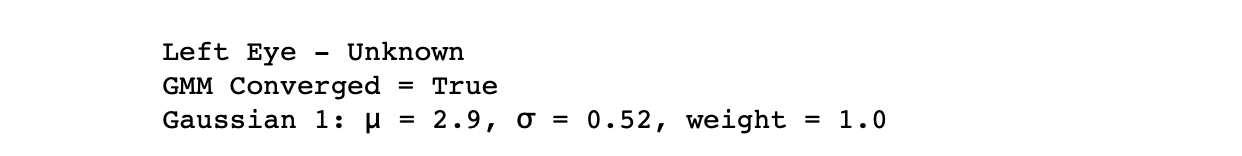 Left Eye – Unknown
GMM Converged = True
Gaussian 1: μ = 2.9, σ = 0.52, weight = 1.0